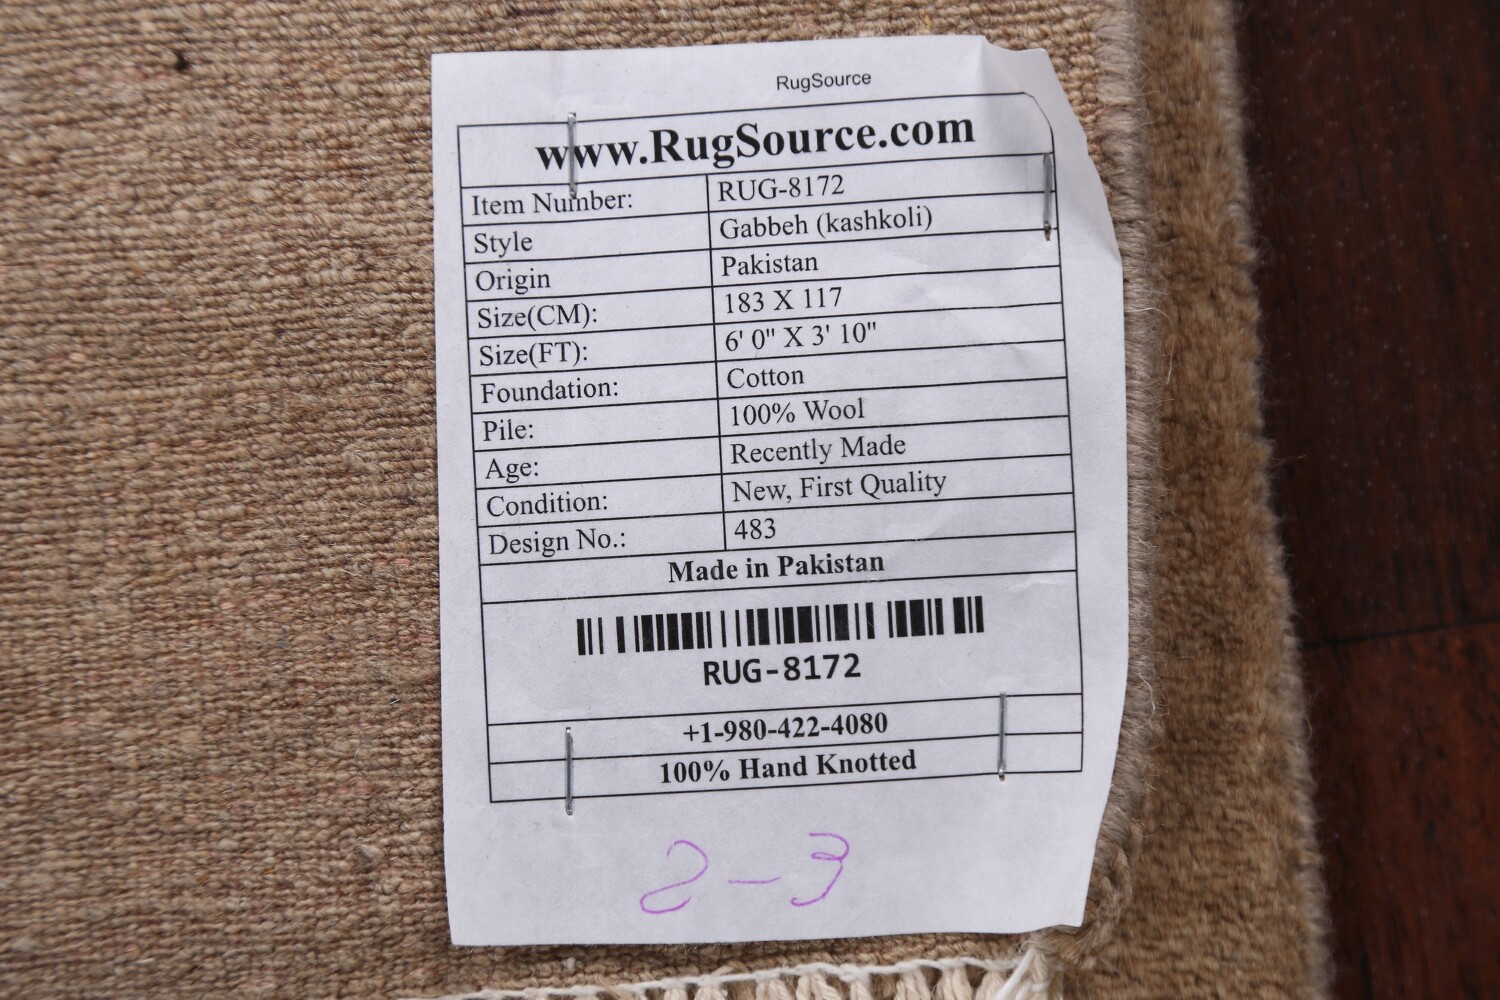 RugSource
www.RugSource.com
Item Number: RUG-8172
Style Gabbeh (kashkoli)
Origin Pakistan
Size(CM): 183 X 117
Size(FT): 6' 0" X 3' 10"
Foundation: Cotton
Pile: 100% Wool
Age: Recently Made
Condition: New, First Quality
Design No.: 483
Made in Pakistan
RUG-8172
+1-980-422-4080
100% Hand Knotted
2-3